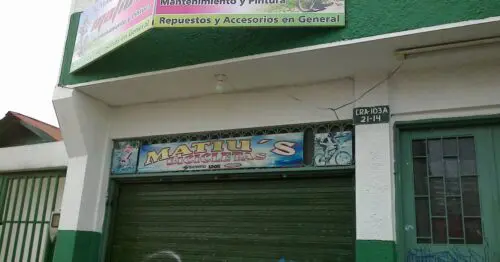 Mantenimiento y Pintura
Repuestos y Accesorios en General
CRA-103A
21-14
MATIU´S
BICICLETAS